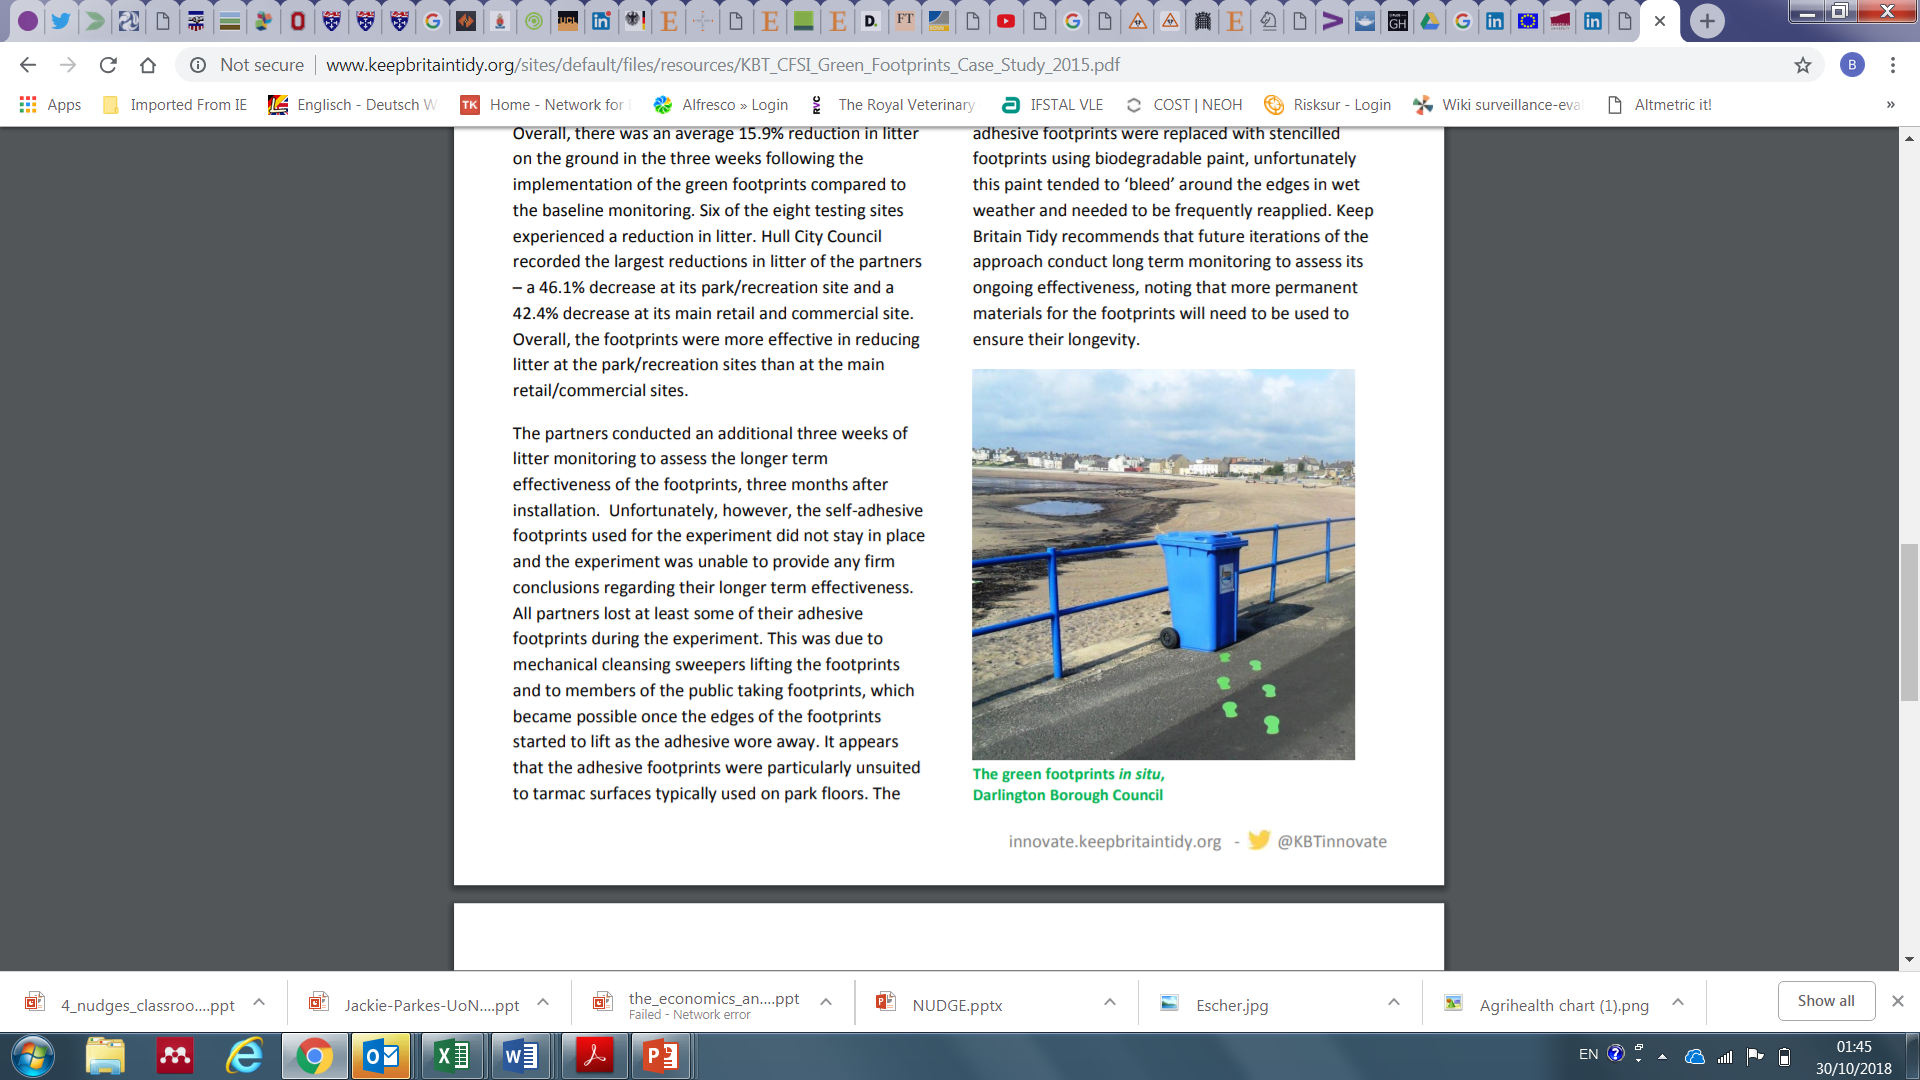 Not secure | www.keepbritaintidy.org/sites/default/files/resources/KBT_CFSI_Green_Footprints_Case_Study_2015.pdf
B
Apps
Imported From IE
Englisch - Deutsch W
TK Home - Network for
Alfresco » Login
RVC The Royal Veterinary
IFSTAL VLE
COST | NEOH
Risksur - Login
Wiki surveillance-eval
Altmetric it!
»
Overall, there was an average 15.9% reduction in litter
on the ground in the three weeks following the
implementation of the green footprints compared to
the baseline monitoring. Six of the eight testing sites
experienced a reduction in litter. Hull City Council
recorded the largest reductions in litter of the partners
– a 46.1% decrease at its park/recreation site and a
42.4% decrease at its main retail and commercial site.
Overall, the footprints were more effective in reducing
litter at the park/recreation sites than at the main
retail/commercial sites.
The partners conducted an additional three weeks of
litter monitoring to assess the longer term
effectiveness of the footprints, three months after
installation.  Unfortunately, however, the self-adhesive
footprints used for the experiment did not stay in place
and the experiment was unable to provide any firm
conclusions regarding their longer term effectiveness.
All partners lost at least some of their adhesive
footprints during the experiment. This was due to
mechanical cleansing sweepers lifting the footprints
and to members of the public taking footprints, which
became possible once the edges of the footprints
started to lift as the adhesive wore away. It appears
that the adhesive footprints were particularly unsuited
to tarmac surfaces typically used on park floors. The
adhesive footprints were replaced with stencilled
footprints using biodegradable paint, unfortunately
this paint tended to ‘bleed’ around the edges in wet
weather and needed to be frequently reapplied. Keep
Britain Tidy recommends that future iterations of the
approach conduct long term monitoring to assess its
ongoing effectiveness, noting that more permanent
materials for the footprints will need to be used to
ensure their longevity.
The green footprints in situ,
Darlington Borough Council
innovate.keepbritaintidy.org - @KBTinnovate
4_nudges_classroo....ppt
Jackie-Parkes-UoN....ppt
the_economics_an....ppt
Failed - Network error
NUDGE.pptx
Escher.jpg
Agrihealth chart (1).png
Show all
EN
01:45
30/10/2018